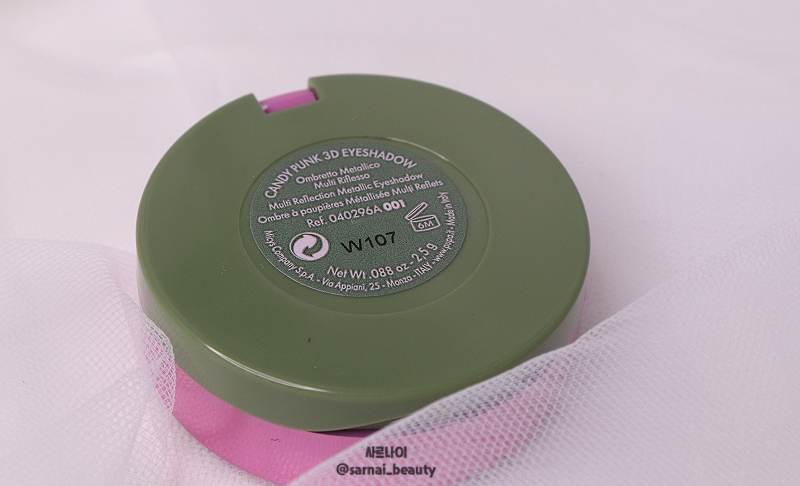 CANDY PUNK 3D EYESHADOW
Ombretto Metallico
Multi Riflesso
Multi Reflection Metallic Eyeshadow
Ombre à paupières Métallisée Multi Reflets
Ref. 040296A 001
6M
W107
Net Wt .088 oz - 2,5 g
Micys Company S.p.A. - Via Appiani, 25 - Monza - ITALY - www.pupa.it - Made in Italy
샤르나이
@sarnai_beauty